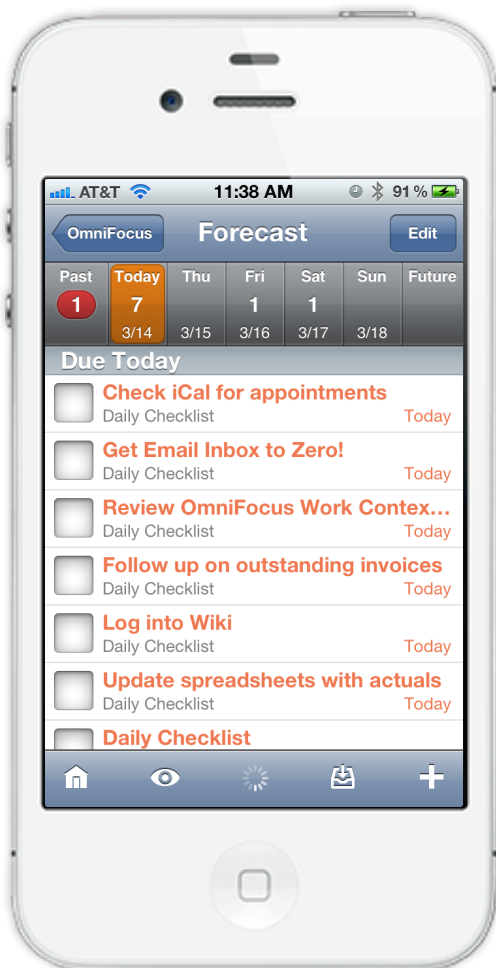 AT&T 11:38 AM 91%
OmniFocus Forecast Edit
Past Today Thu Fri Sat Sun Future
1 7 1 1
3/14 3/15 3/16 3/17 3/18
Due Today
Check iCal for appointments
Daily Checklist Today
Get Email Inbox to Zero!
Daily Checklist Today
Review OmniFocus Work Contex...
Daily Checklist Today
Follow up on outstanding invoices
Daily Checklist Today
Log into Wiki
Daily Checklist Today
Update spreadsheets with actuals
Daily Checklist Today
Daily Checklist